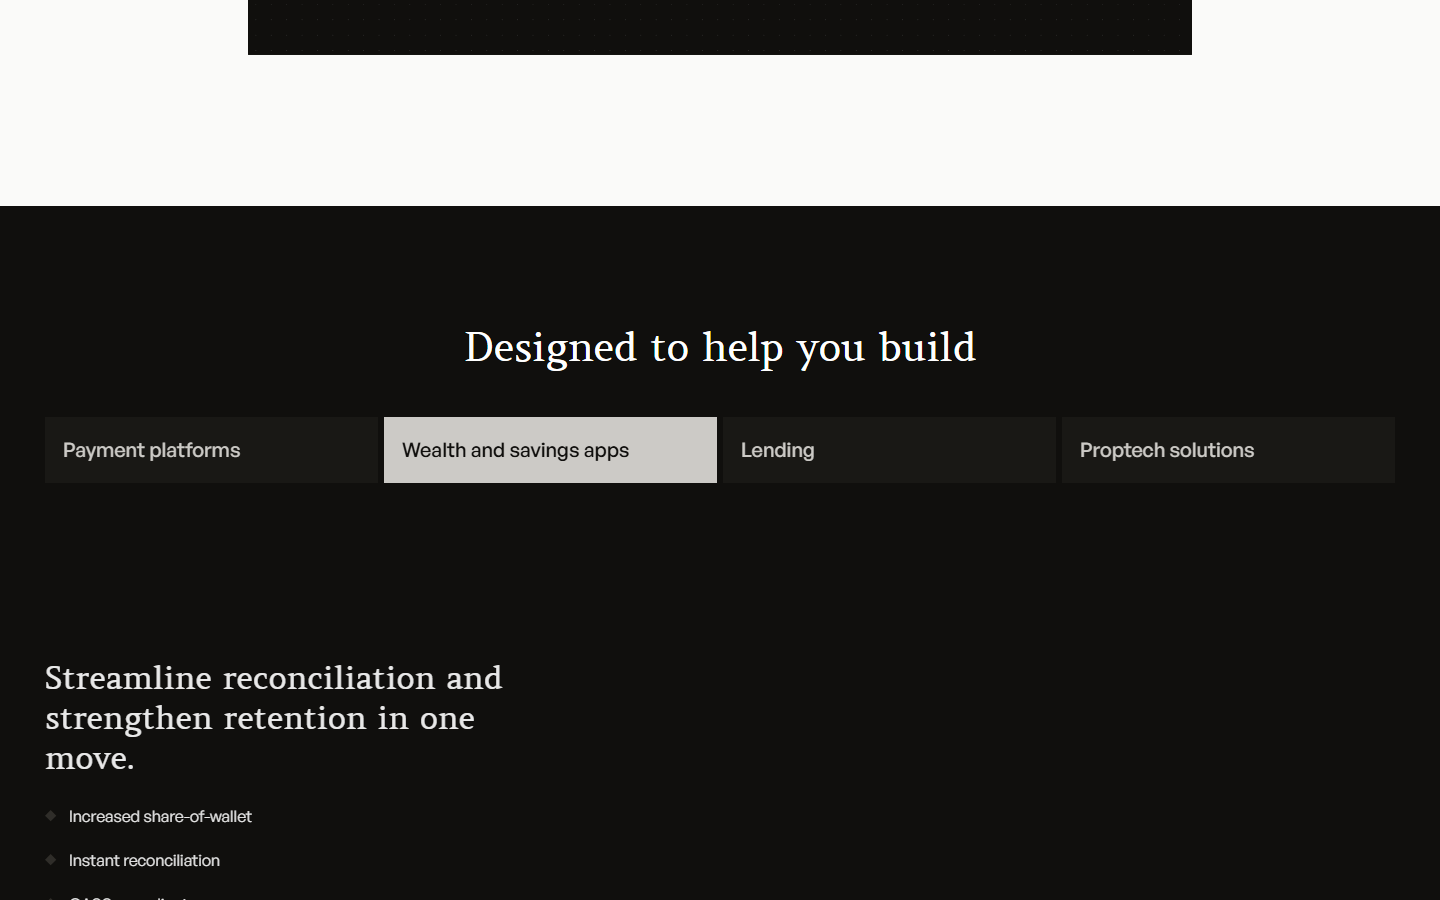 Designed to help you build
Payment platforms
Wealth and savings apps
Lending
Proptech solutions
Streamline reconciliation and
strengthen retention in one
move.
Increased share-of-wallet
Instant reconciliation